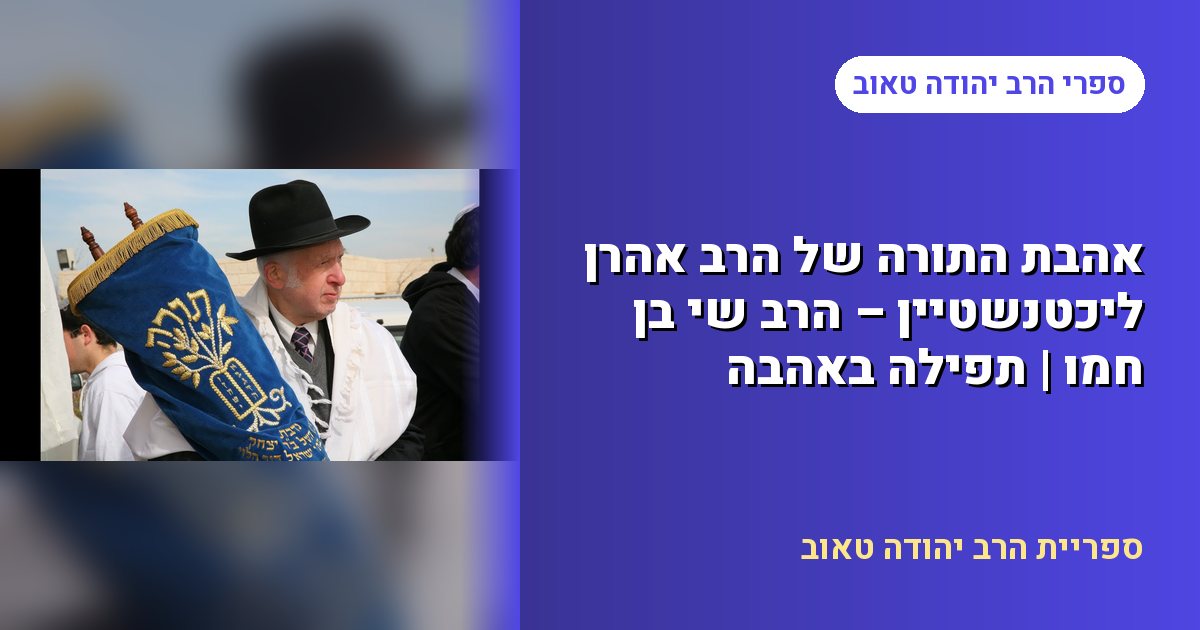 ספרי הרב יהודה טאוב
אהבת התורה של הרב אהרן
ליכטנשטיין – הרב שי בן
חמו | תפילה באהבה
ספריית הרב יהודה טאוב
תורה